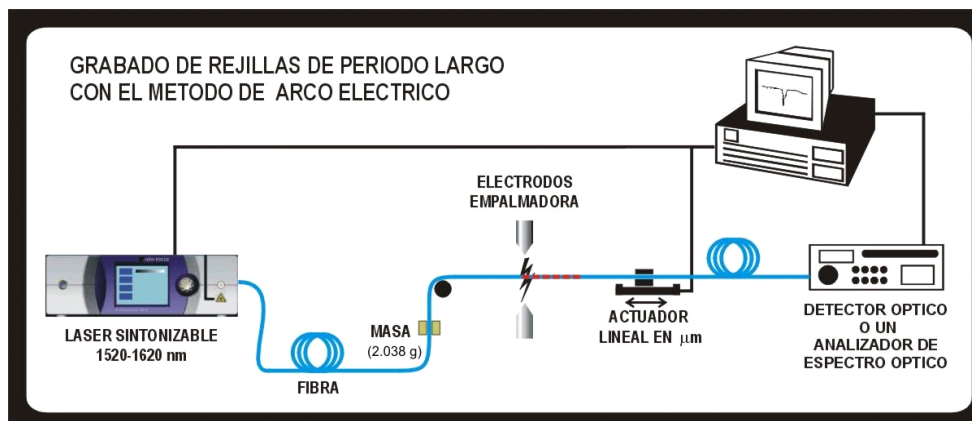 GRABADO DE REJILLAS DE PERIODO LARGO
CON EL METODO DE ARCO ELECTRICO
ELECTRODOS
EMPALMADORA
LASER SINTONIZABLE
1520-1620 nm
FIBRA
MASA
(2.038 g)
ACTUADOR
LINEAL EN µm
DETECTOR OPTICO
O UN
ANALIZADOR DE
ESPECTRO OPTICO